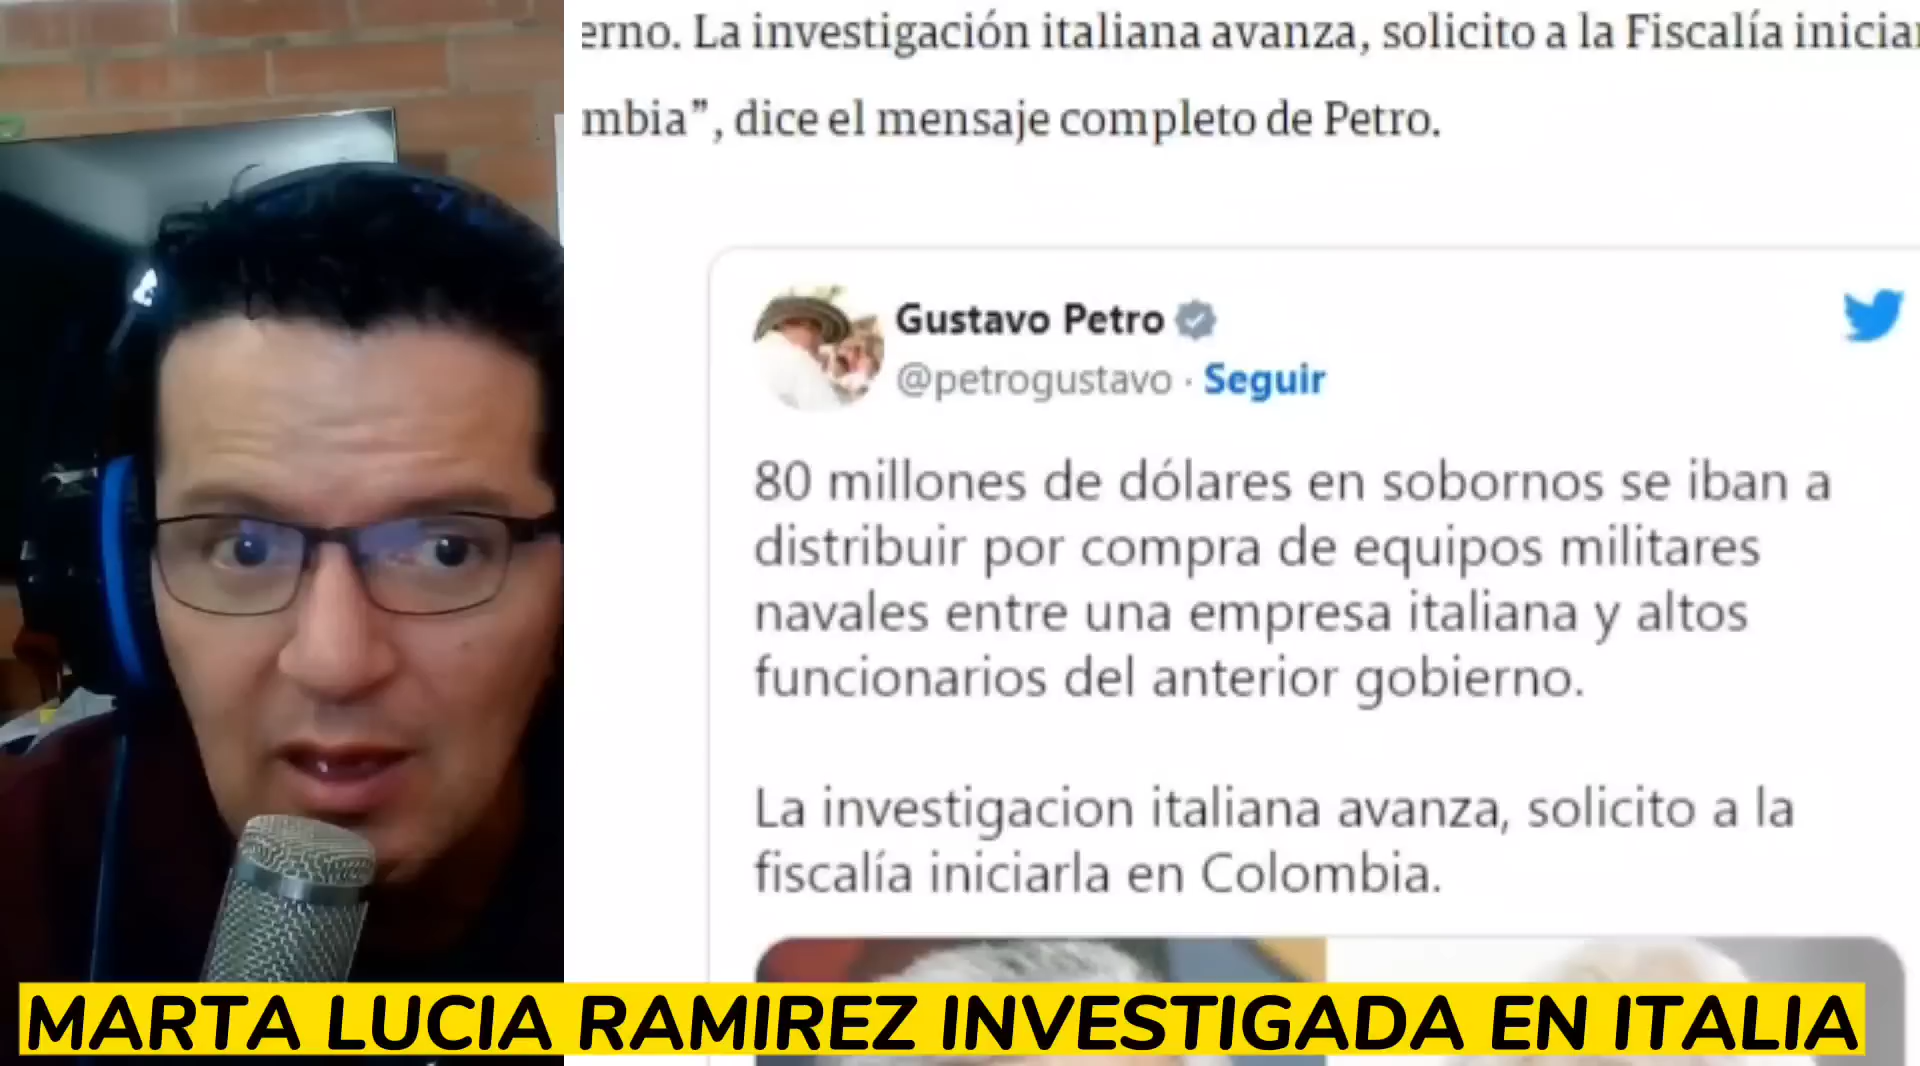 erno. La investigación italiana avanza, solicito a la Fiscalía iniciar
mbia”, dice el mensaje completo de Petro.
Gustavo Petro
@petrogustavo · Seguir
80 millones de dólares en sobornos se iban a
distribuir por compra de equipos militares
navales entre una empresa italiana y altos
funcionarios del anterior gobierno.
La investigacion italiana avanza, solicito a la
fiscalía iniciarla en Colombia.
MARTA LUCIA RAMIREZ INVESTIGADA EN ITALIA